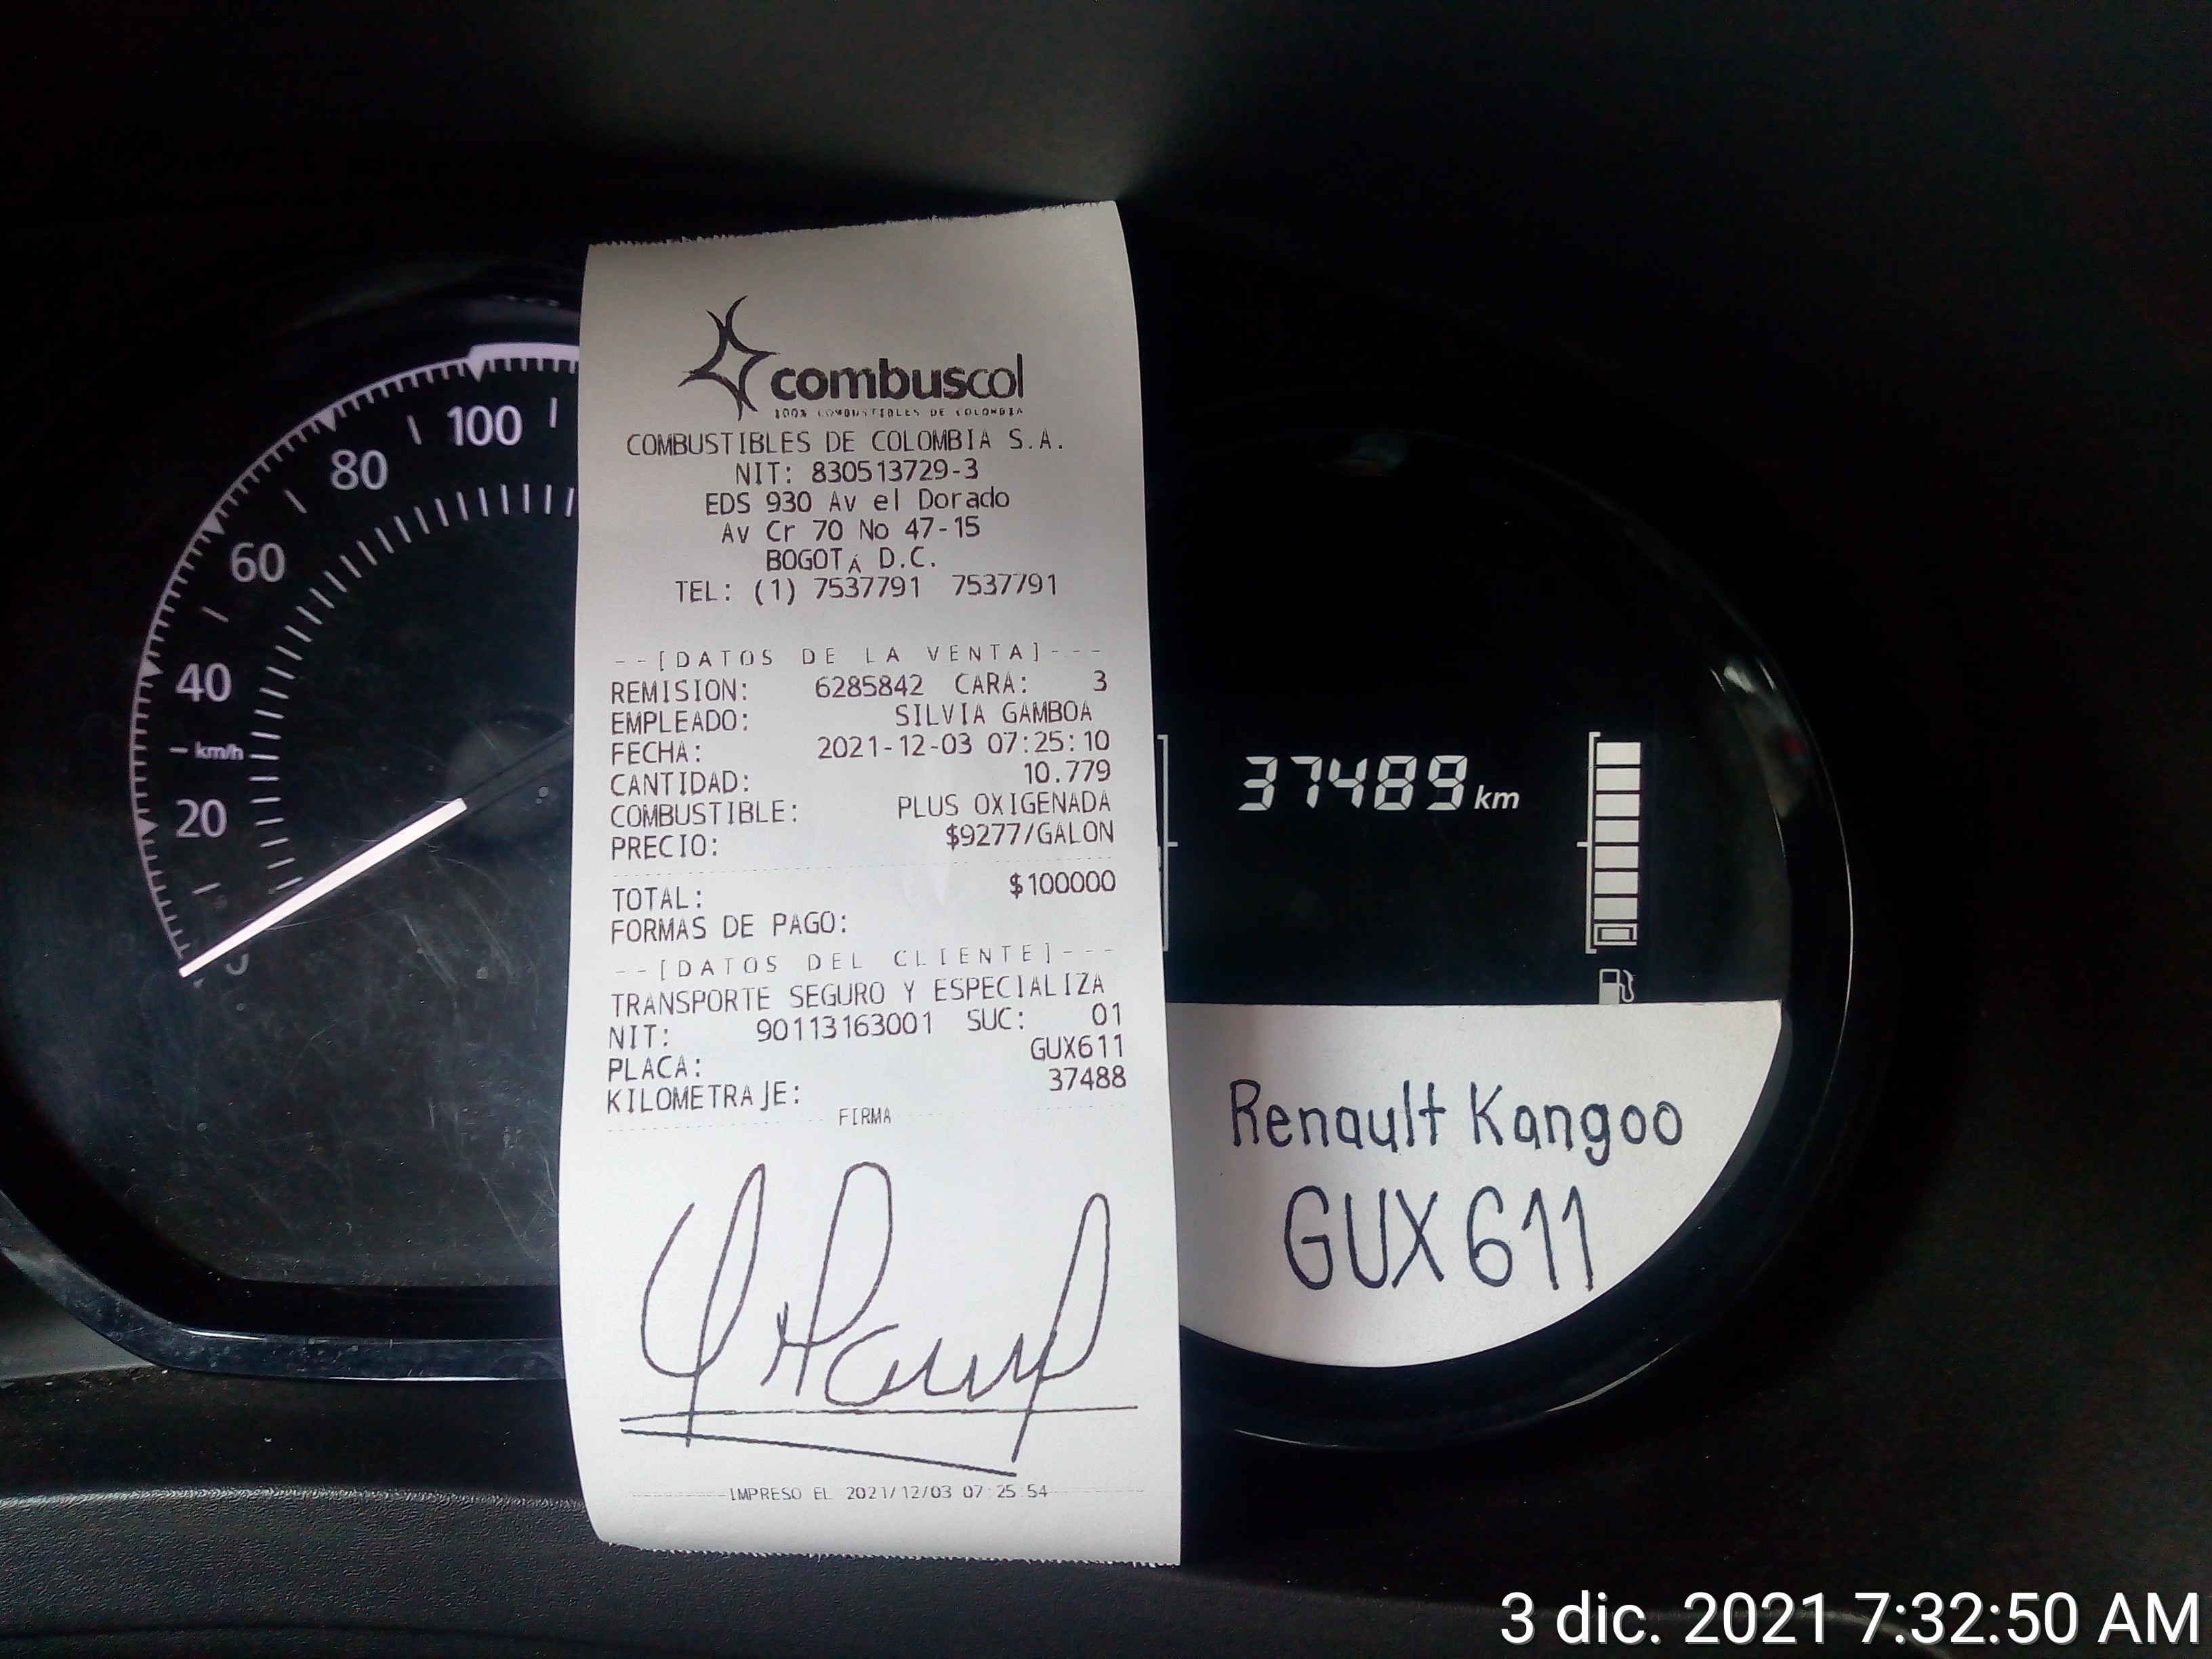 combuscol
100% COMBUSTIBLES DE COLOMBIA
COMBUSTIBLES DE COLOMBIA S.A.
NIT: 830513729-3
EDS 930 Av el Dorado
Av Cr 70 No 47-15
BOGOTÁ D.C.
TEL: (1) 7537791 7537791
--[DATOS DE LA VENTA]---
REMISION: 6285842 CARA: 3
EMPLEADO: SILVIA GAMBOA
FECHA: 2021-12-03 07:25:10
CANTIDAD: 10.779
COMBUSTIBLE: PLUS OXIGENADA
PRECIO: $9277/GALON
TOTAL: $100000
FORMAS DE PAGO:
--[DATOS DEL CLIENTE]---
TRANSPORTE SEGURO Y ESPECIALIZA
NIT: 90113163001 SUC: 01
PLACA: GUX611
KILOMETRAJE: 37488
FIRMA
IMPRESO EL 2021/12/03 07:25:54
100
80
60
40
km/h
20
37489 km
Renault Kangoo
GUX 611
3 dic. 2021 7:32:50 AM